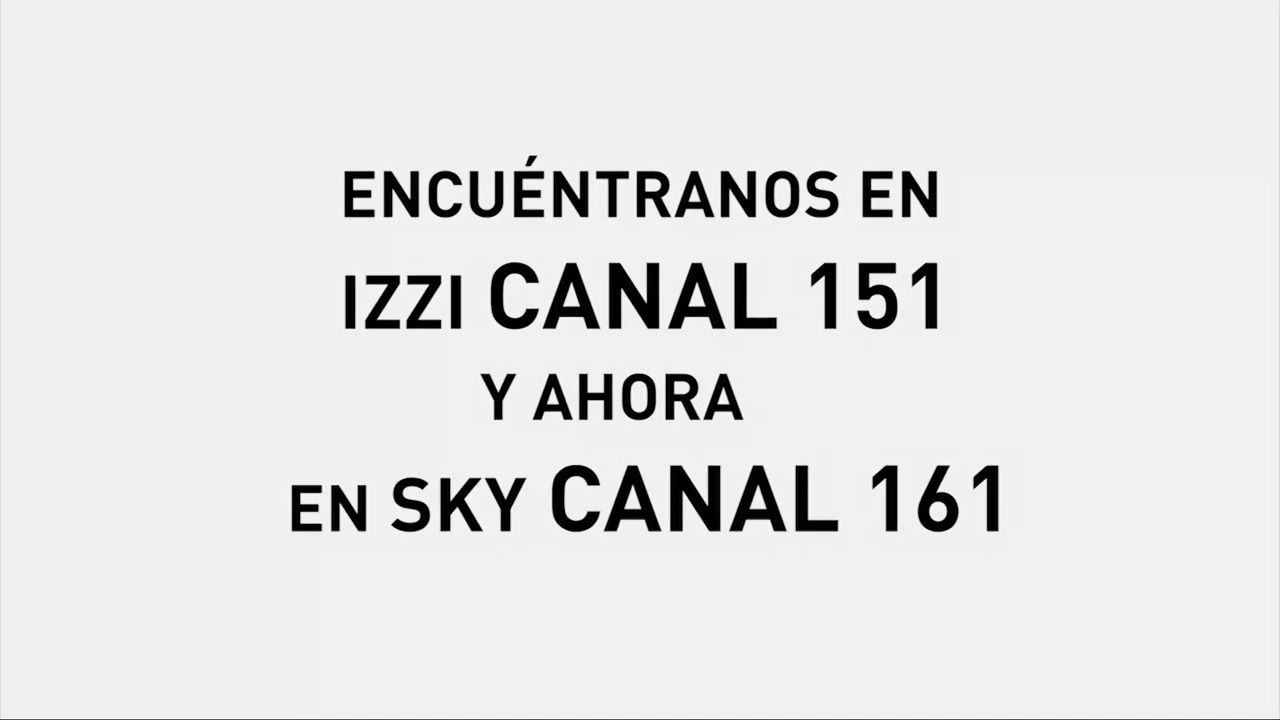 ENCUÉNTRANOS EN
IZZI CANAL 151
Y AHORA
EN SKY CANAL 161